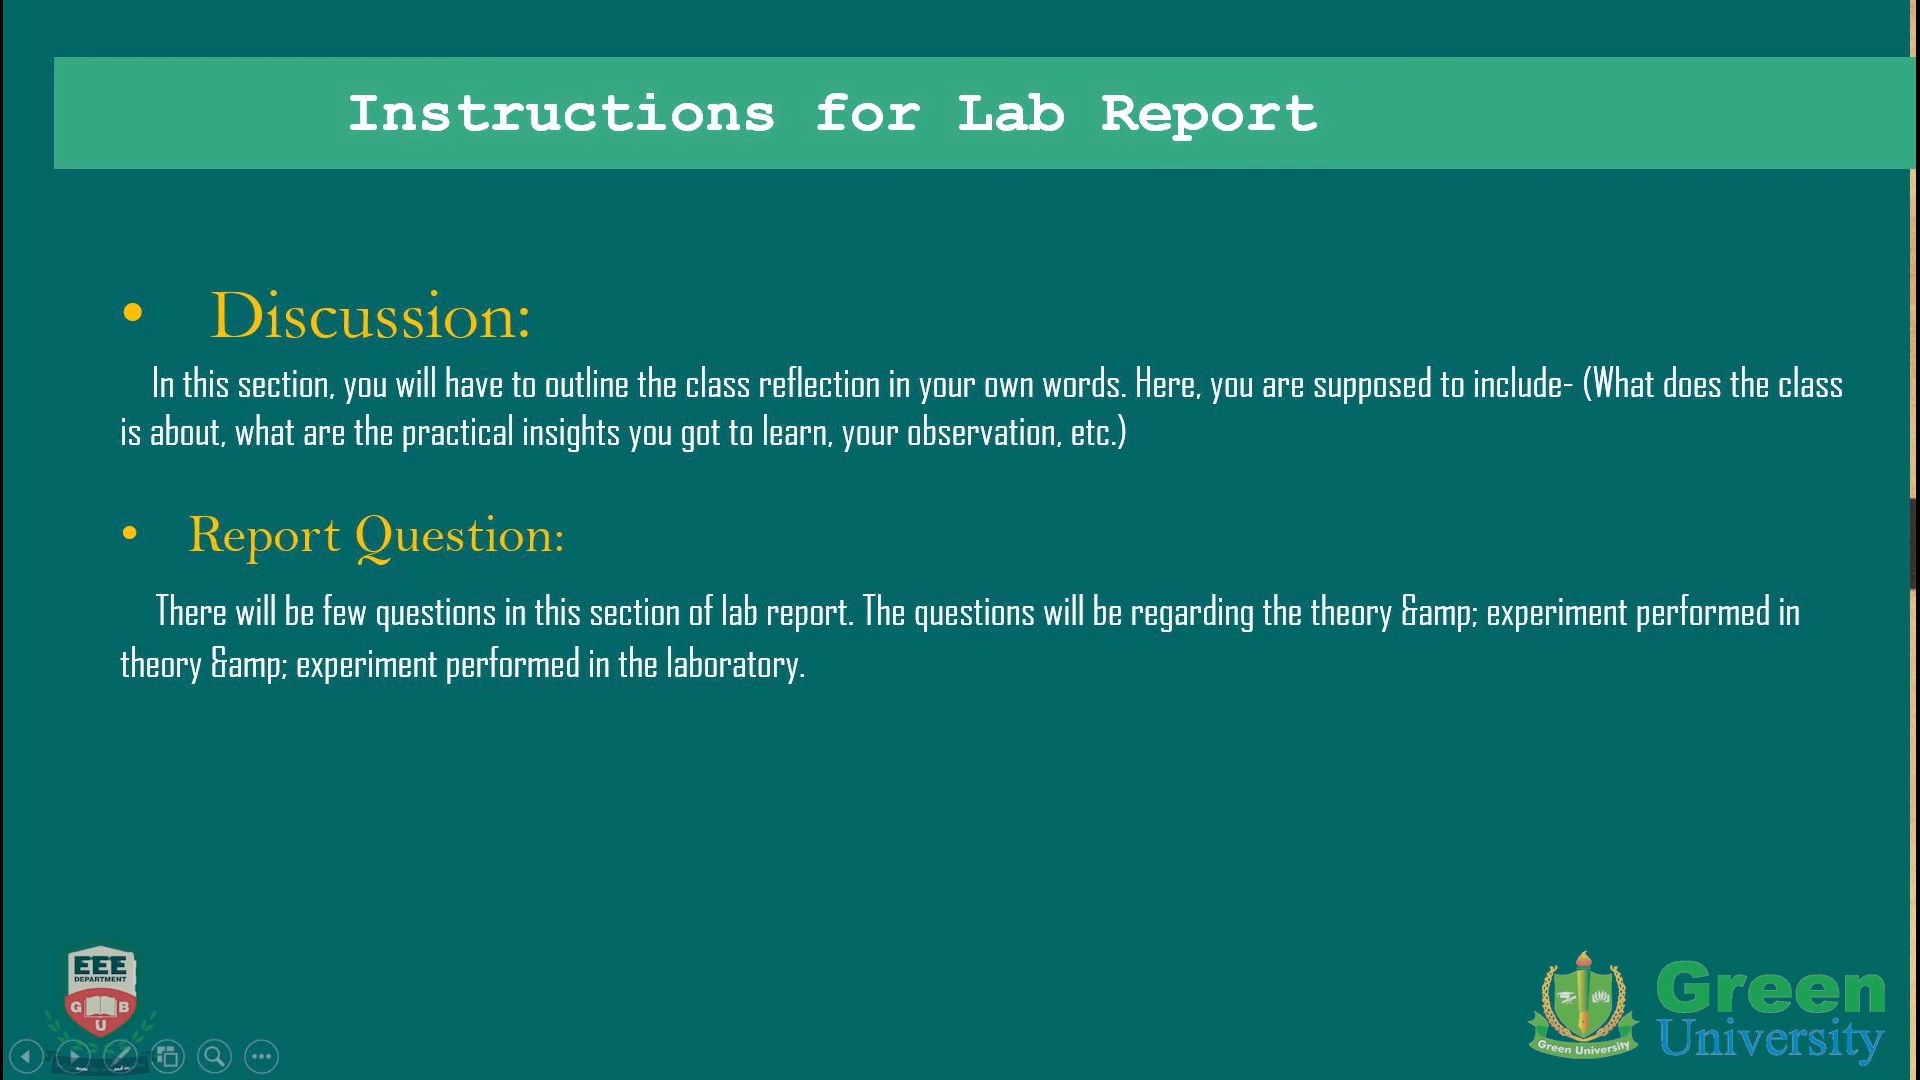 Instructions for Lab Report
• Discussion:
In this section, you will have to outline the class reflection in your own words. Here, you are supposed to include- (What does the class
is about, what are the practical insights you got to learn, your observation, etc.)
• Report Question:
There will be few questions in this section of lab report. The questions will be regarding the theory &amp; experiment performed in
theory &amp; experiment performed in the laboratory.
EEE
DEPARTMENT
G B
U
Green University
Green
University